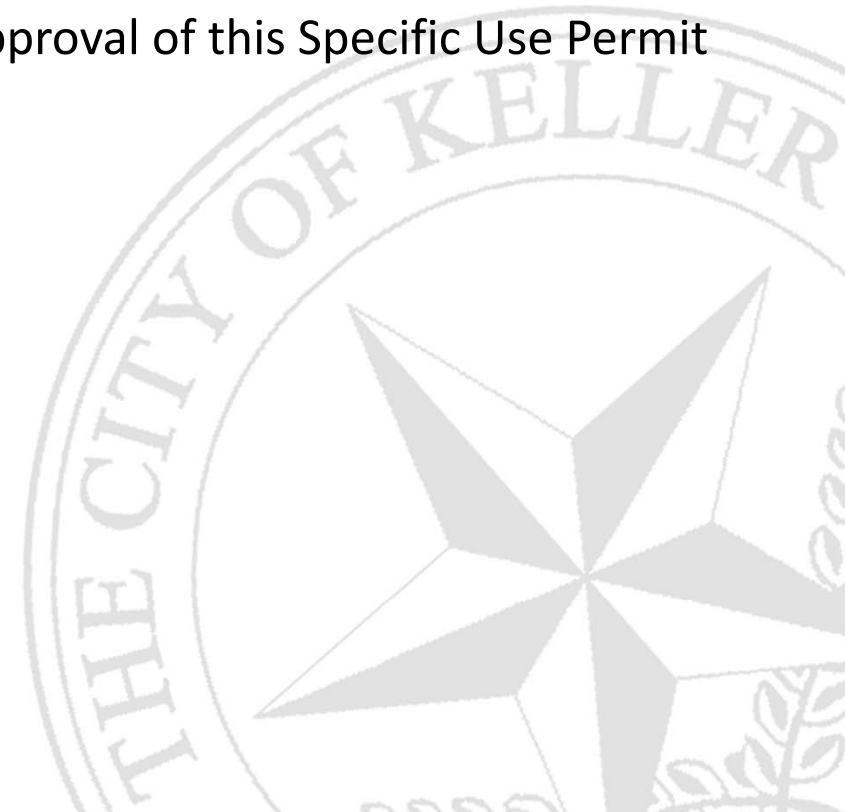 pproval of this Specific Use Permit
THE CITY OF KELLER